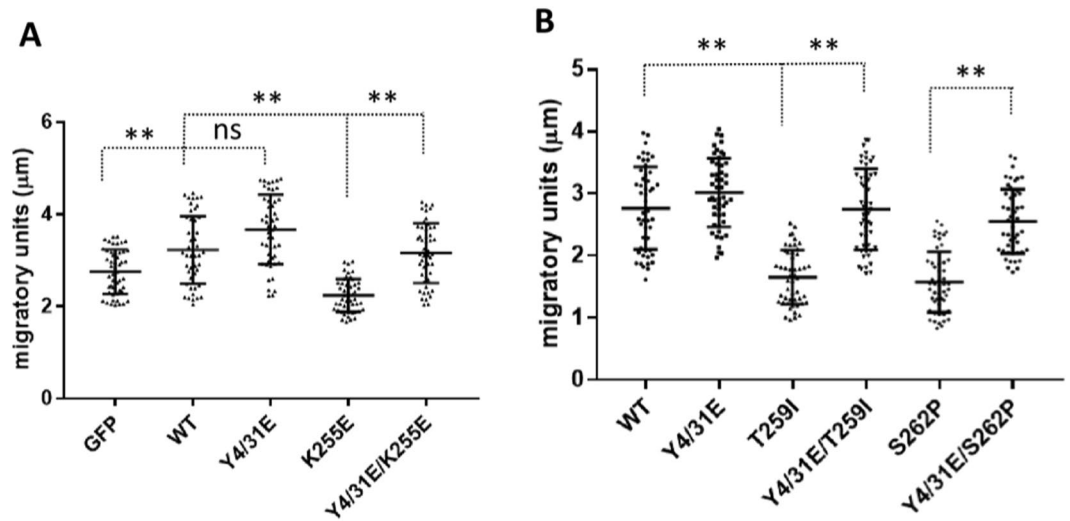 A
** ns ** **
migratory units (µm)
6
4
2
0
GFP
WT
Y4/31E
K255E
Y4/31E/K255E
B
** ** **
migratory units (µm)
5
4
3
2
1
0
WT
Y4/31E
T259I
Y4/31E/T259I
S262P
Y4/31E/S262P